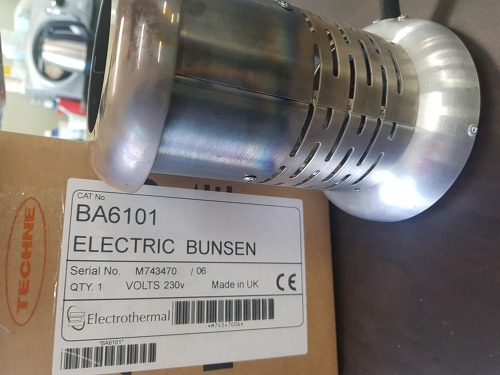 TECHNE
CAT No
BA6101
ELECTRIC BUNSEN
Serial No. M743470 / 06
QTY. 1 VOLTS 230v Made in UK CE
Electrothermal
*M74347006*
*BA6101*